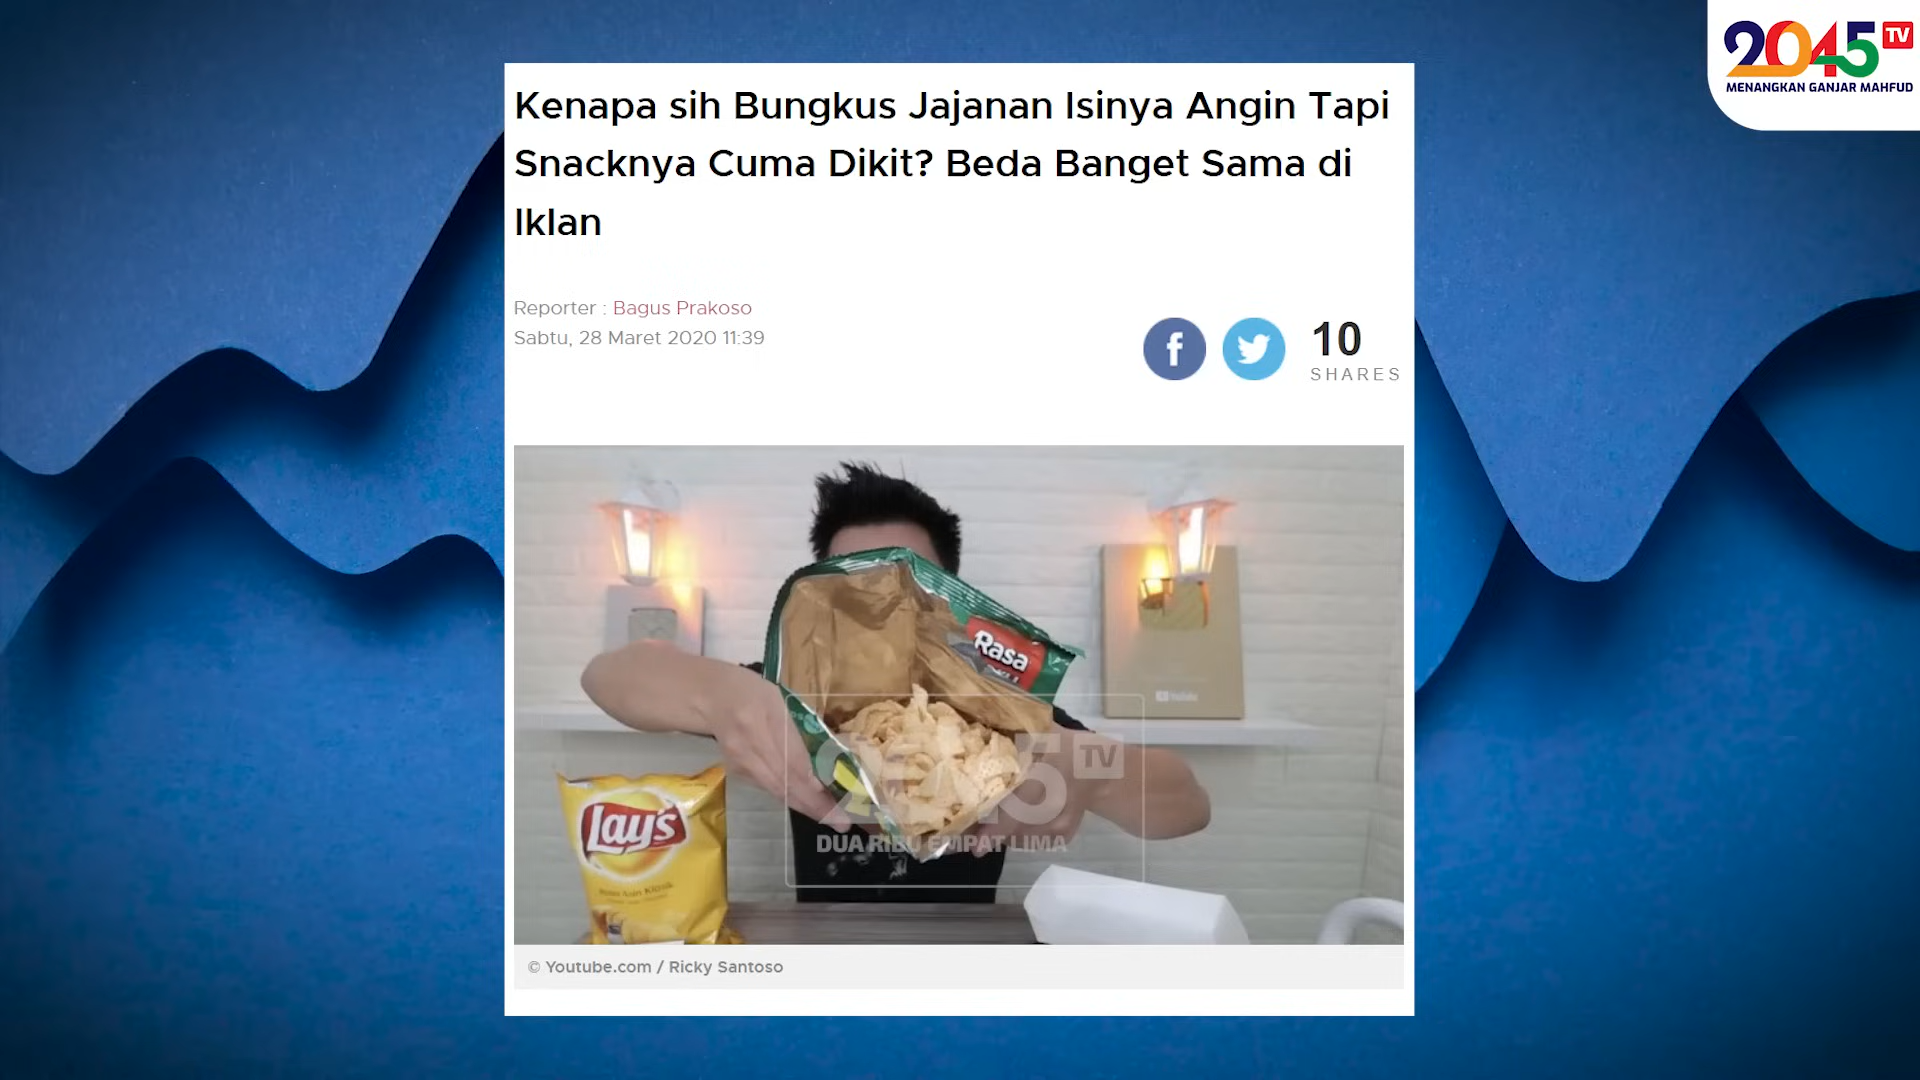 2045 TV
MENANGKAN GANJAR MAHFUD
Kenapa sih Bungkus Jajanan Isinya Angin Tapi
Snacknya Cuma Dikit? Beda Banget Sama di
Iklan
Reporter : Bagus Prakoso
Sabtu, 28 Maret 2020 11:39
10
SHARES
Rasa
YouTube
2045 TV
DUA RIBU EMPAT LIMA
Lay's
© Youtube.com / Ricky Santoso